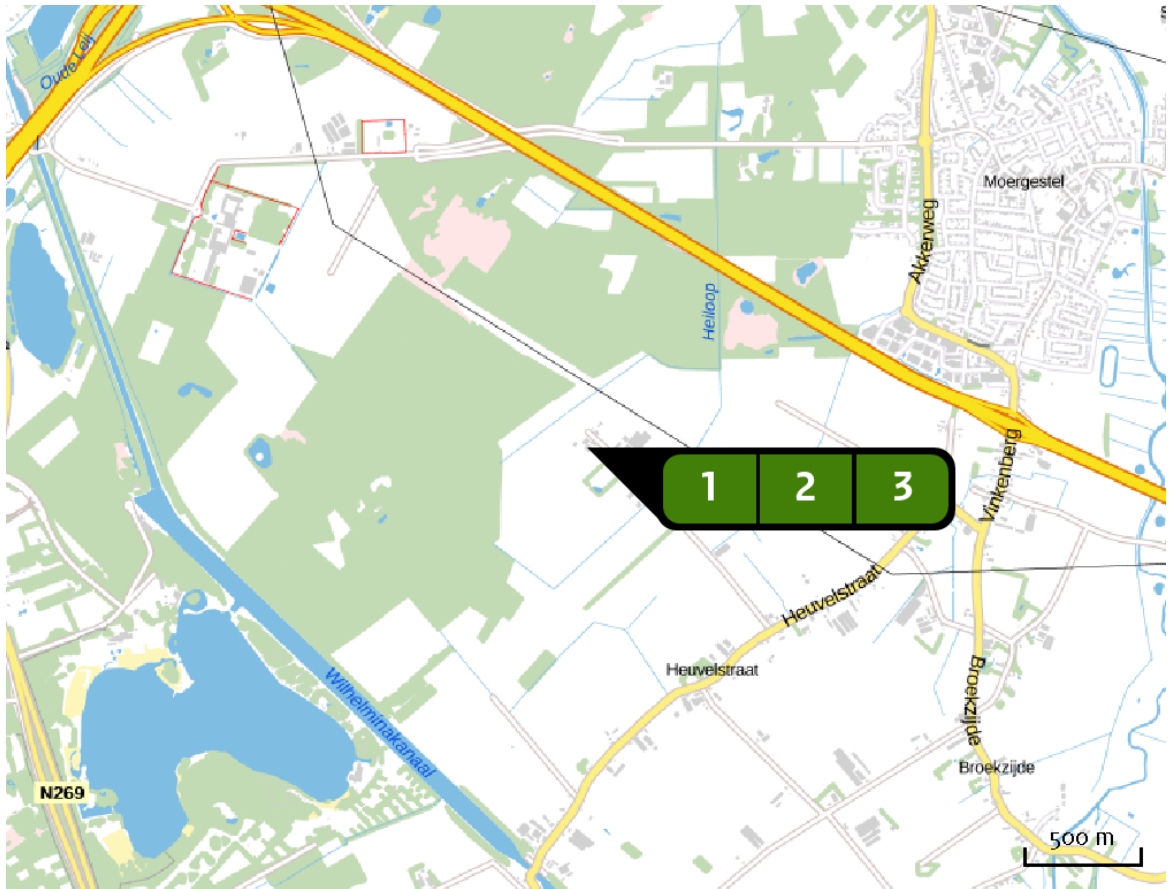 Oude Leij
Moergestel
Akkerweg
Heiloop
Vinkenberg
1 2 3
Heuvelstraat
Heuvelstraat
Wilhelminakanaal
Broekzijde
Broekzijde
N269
500 m